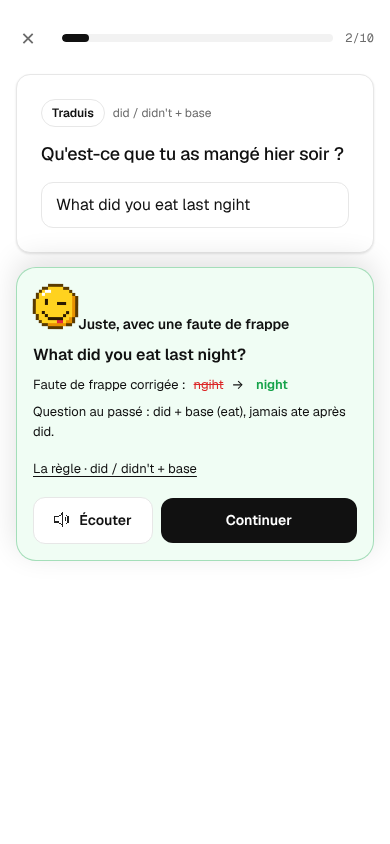 2/10
Traduis did / didn't + base
Qu'est-ce que tu as mangé hier soir ?
What did you eat last ngiht
Juste, avec une faute de frappe
What did you eat last night?
Faute de frappe corrigée : ngiht → night
Question au passé : did + base (eat), jamais ate après
did.
La règle · did / didn't + base
Écouter
Continuer